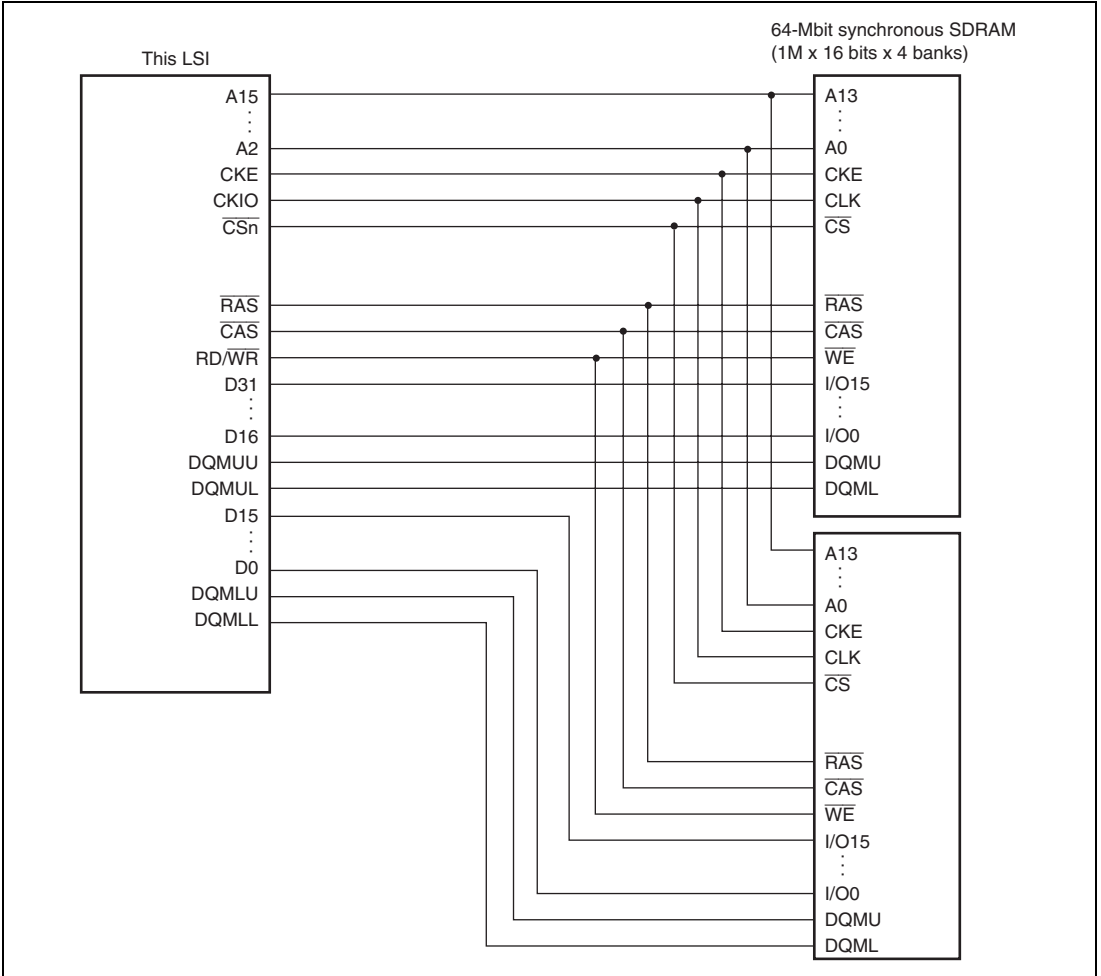 64-Mbit synchronous SDRAM
(1M x 16 bits x 4 banks)
This LSI
A15
A2
CKE
CKIO
CSn
RAS
CAS
RD/WR
D31
D16
DQMUU
DQMUL
D15
D0
DQMLU
DQMLL
A13
A0
CKE
CLK
CS
RAS
CAS
WE
I/O15
I/O0
DQMU
DQML
A13
A0
CKE
CLK
CS
RAS
CAS
WE
I/O15
I/O0
DQMU
DQML